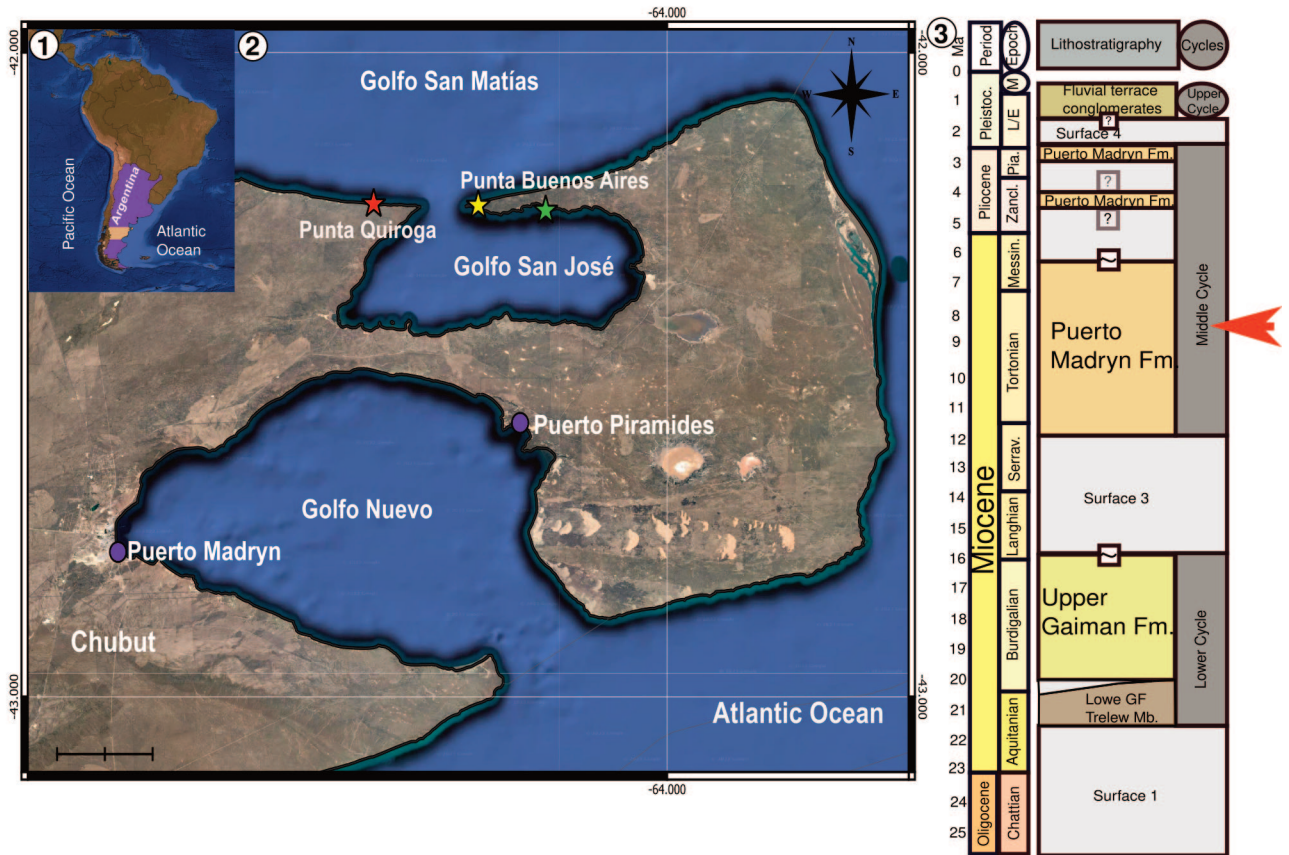 1
2
3
Pacific Ocean
Argentina
Atlantic
Ocean
-64.000
-42.000
-42.000
N
W
E
S
Golfo San Matías
Punta Buenos Aires
Punta Quiroga
Golfo San José
Puerto Piramides
Golfo Nuevo
Puerto Madryn
Chubut
Atlantic Ocean
-43.000
-43.000
-64.000
Ma
Period
Epoch
Lithostratigraphy
Cycles
0
1
2
3
4
5
6
7
8
9
10
11
12
13
14
15
16
17
18
19
20
21
22
23
24
25
Pleistoc.
Pliocene
Miocene
Oligocene
M
L/E
Pia.
Zancl.
Messin.
Tortonian
Serrav.
Langhian
Burdigalian
Aquitanian
Chattian
Fluvial terrace
conglomerates
?
Surface 4
Puerto Madryn Fm.
?
Puerto Madryn Fm.
?
~
Puerto
Madryn Fm.
Surface 3
~
Upper
Gaiman Fm.
Lowe GF
Trelew Mb.
Surface 1
Upper
Cycle
Middle Cycle
Lower Cycle